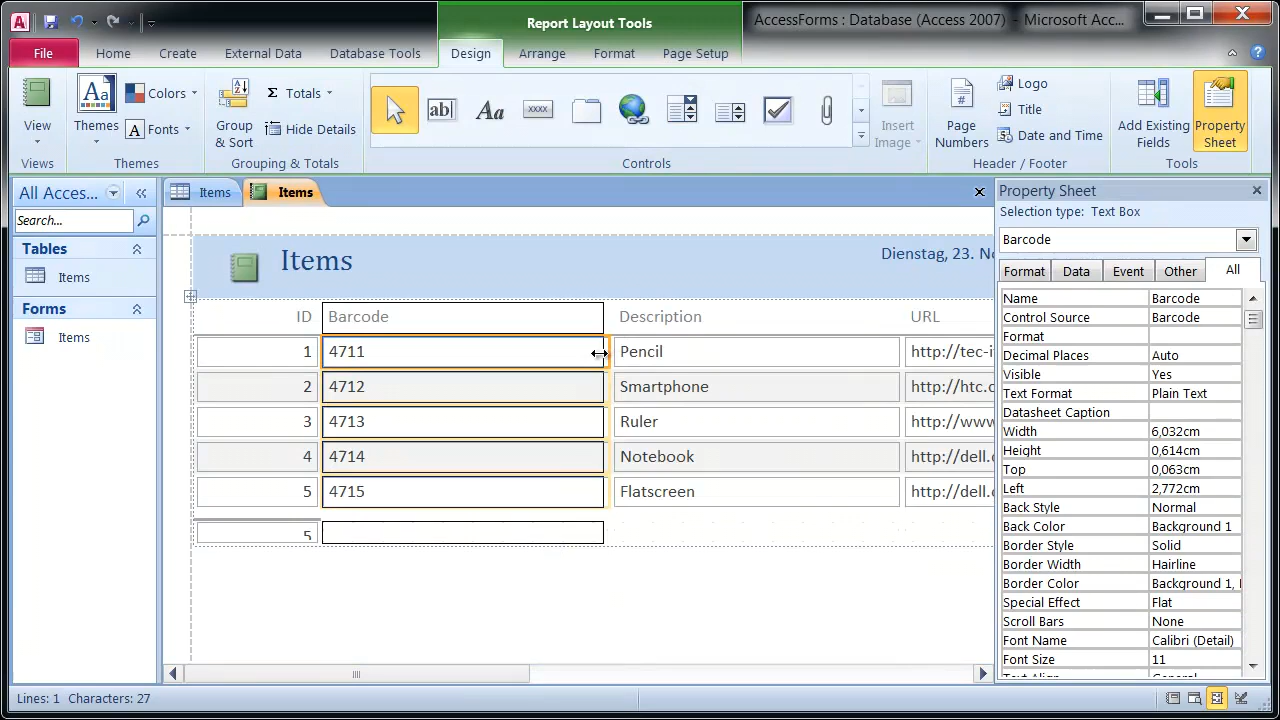 Report Layout Tools
AccessForms : Database (Access 2007) - Microsoft Acc...
File
Home
Create
External Data
Database Tools
Design
Arrange
Format
Page Setup
View
Themes
Colors
Fonts
Group & Sort
Totals
Hide Details
Insert Image
Page Numbers
Logo
Title
Date and Time
Add Existing Fields
Property Sheet
Views
Themes
Grouping & Totals
Controls
Header / Footer
Tools
All Acces...
Search...
Tables
Items
Forms
Items
Items
Items
Items
Dienstag, 23. No
ID Barcode Description URL
1 4711 Pencil http://tec-i
2 4712 Smartphone http://htc.c
3 4713 Ruler http://www
4 4714 Notebook http://dell.c
5 4715 Flatscreen http://dell.c
5
Property Sheet
Selection type: Text Box
Barcode
Format Data Event Other All
Name Barcode
Control Source Barcode
Format
Decimal Places Auto
Visible Yes
Text Format Plain Text
Datasheet Caption
Width 6,032cm
Height 0,614cm
Top 0,063cm
Left 2,772cm
Back Style Normal
Back Color Background 1
Border Style Solid
Border Width Hairline
Border Color Background 1,
Special Effect Flat
Scroll Bars None
Font Name Calibri (Detail)
Font Size 11
Text Align General
Lines: 1 Characters: 27